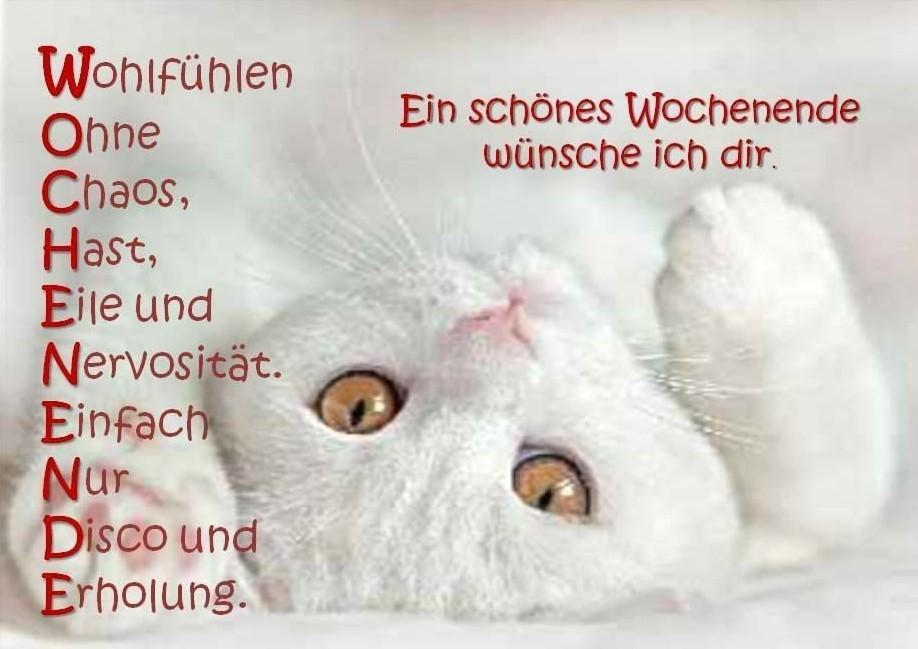 Wohlfühlen
Ohne
Chaos,
Hast,
Eile und
Nervosität.
Einfach
Nur
Disco und
Erholung.
Ein schönes Wochenende
wünsche ich dir.